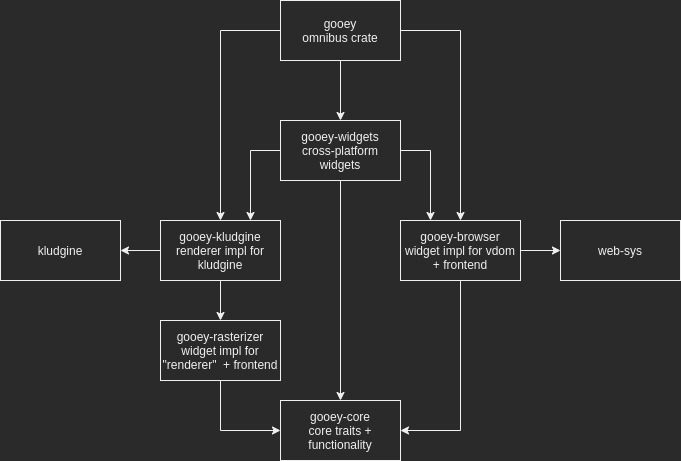 gooey
omnibus crate
gooey-widgets
cross-platform
widgets
kludgine
gooey-kludgine
renderer impl for
kludgine
gooey-browser
widget impl for vdom
+ frontend
web-sys
gooey-rasterizer
widget impl for
"renderer" + frontend
gooey-core
core traits +
functionality